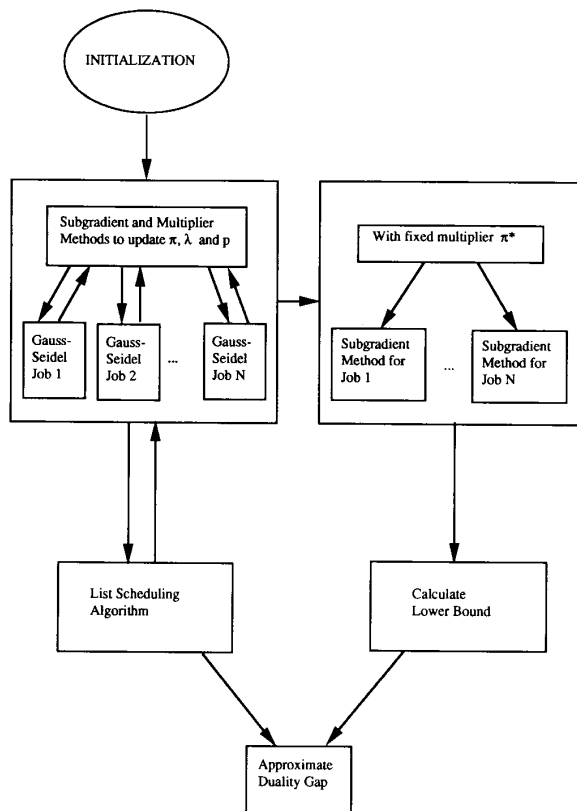 INITIALIZATION
Subgradient and Multiplier
Methods to update π, λ and p
Gauss-
Seidel
Job 1
Gauss-
Seidel
Job 2
...
Gauss-
Seidel
Job N
With fixed multiplier π*
Subgradient
Method for
Job 1
...
Subgradient
Method for
Job N
List Scheduling
Algorithm
Calculate
Lower Bound
Approximate
Duality Gap